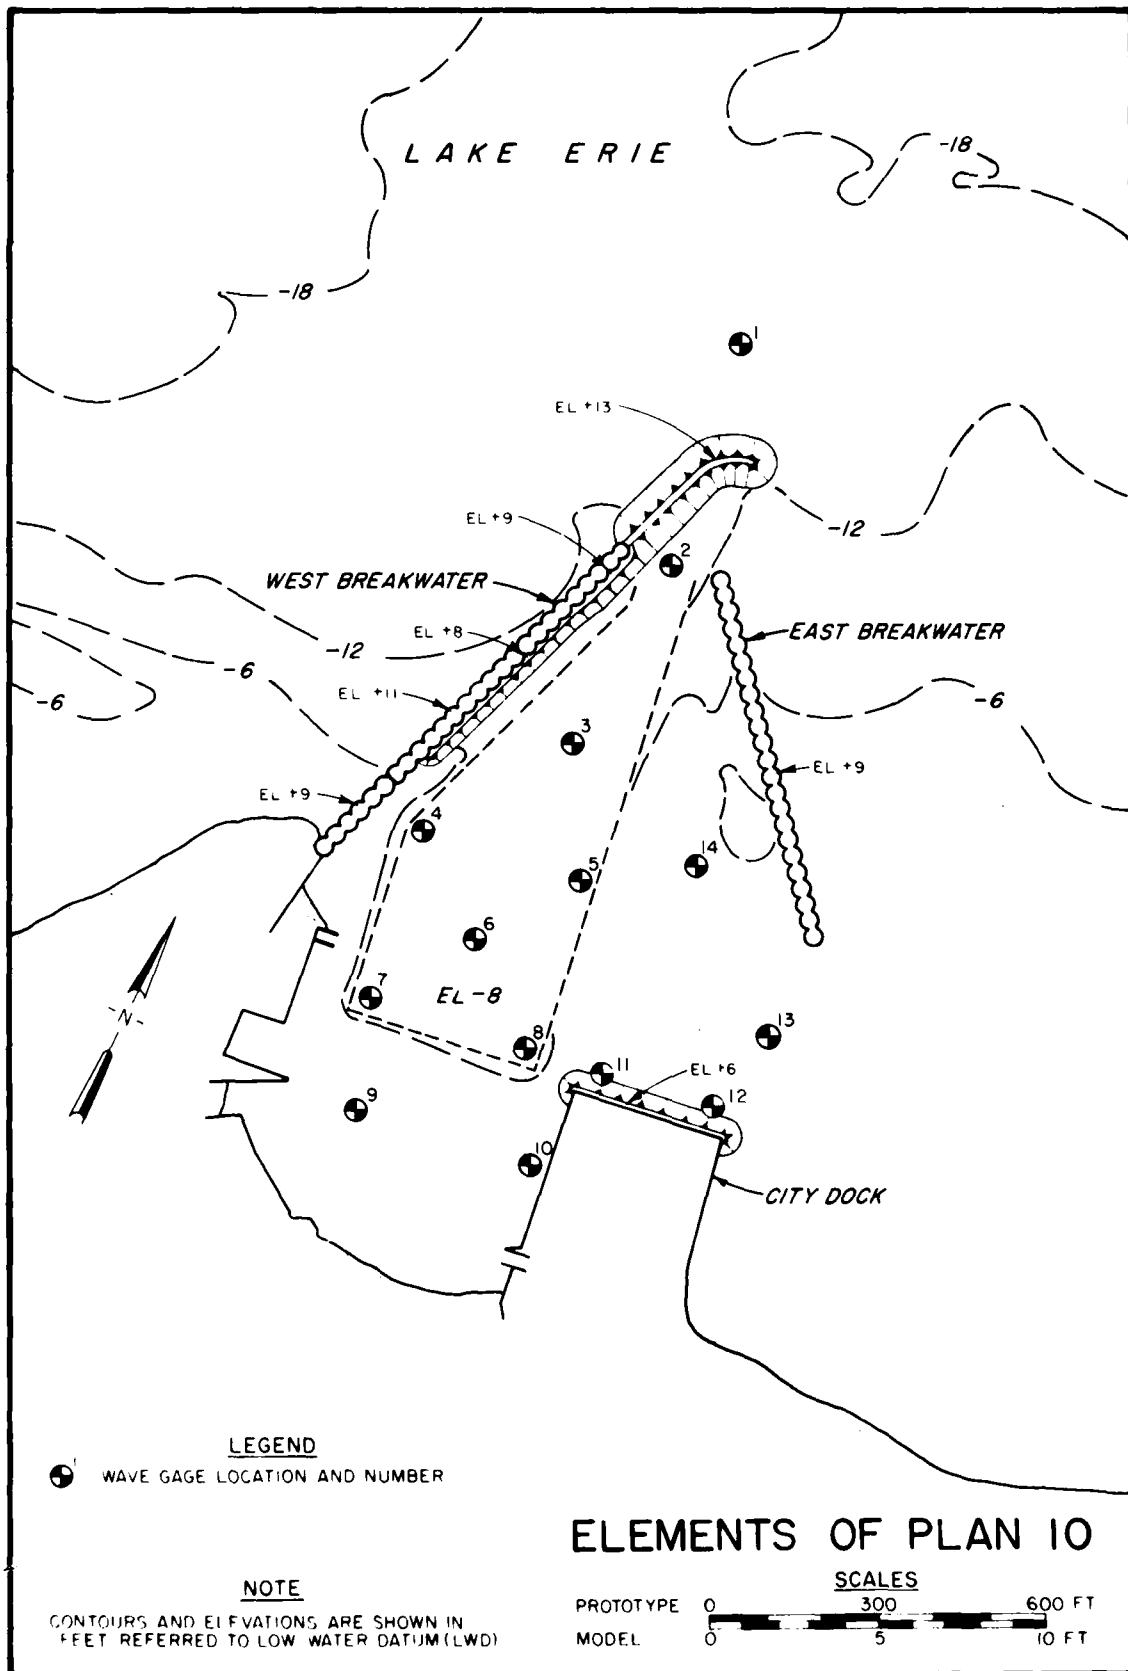 LAKE ERIE
-18
-18
1
EL +13
-12
EL +9
2
WEST BREAKWATER
EAST BREAKWATER
EL +8
-12
-6
EL +11
-6
-6
3
EL +9
EL +9
4
14
5
6
7
EL -8
-N-
13
8
11
EL +6
9
12
10
CITY DOCK
LEGEND
1
WAVE GAGE LOCATION AND NUMBER
ELEMENTS OF PLAN 10
NOTE
CONTOURS AND ELEVATIONS ARE SHOWN IN
FEET REFERRED TO LOW WATER DATUM (LWD)
SCALES
PROTOTYPE 0 300 600 FT
MODEL 0 5 10 FT